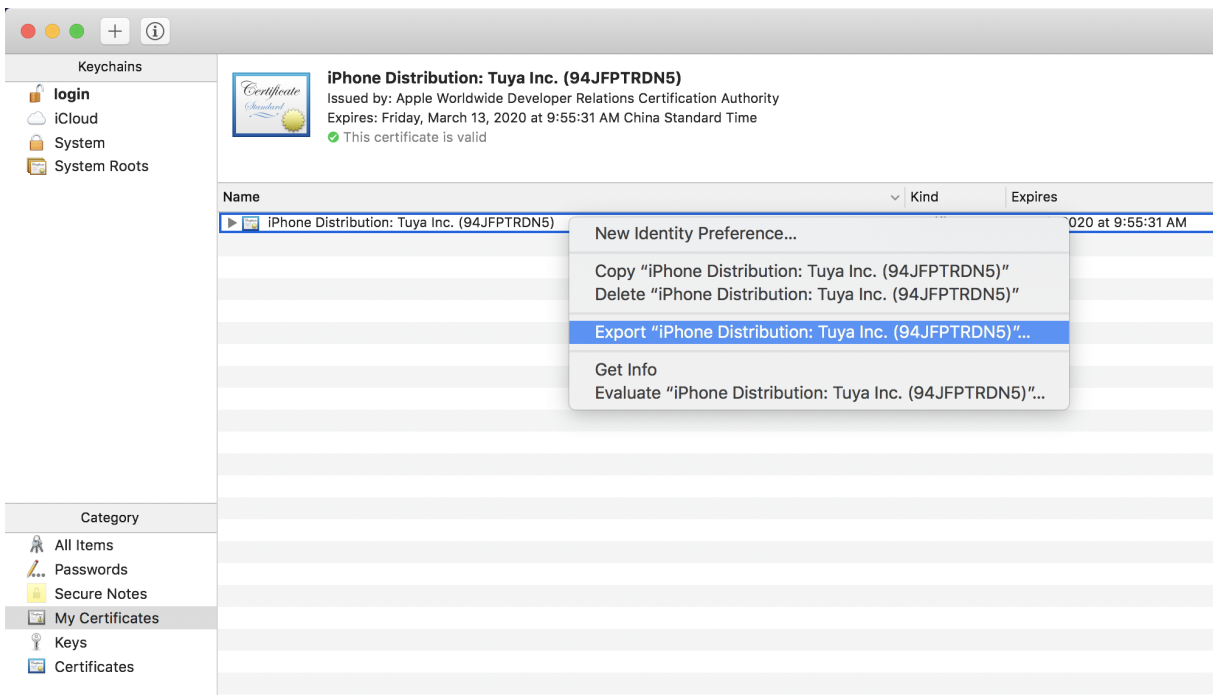 Keychains
login
iCloud
System
System Roots
Certificate
Standard
iPhone Distribution: Tuya Inc. (94JFPTRDN5)
Issued by: Apple Worldwide Developer Relations Certification Authority
Expires: Friday, March 13, 2020 at 9:55:31 AM China Standard Time
This certificate is valid
Name Kind Expires
iPhone Distribution: Tuya Inc. (94JFPTRDN5) 020 at 9:55:31 AM
New Identity Preference...
Copy “iPhone Distribution: Tuya Inc. (94JFPTRDN5)”
Delete “iPhone Distribution: Tuya Inc. (94JFPTRDN5)”
Export “iPhone Distribution: Tuya Inc. (94JFPTRDN5)”...
Get Info
Evaluate “iPhone Distribution: Tuya Inc. (94JFPTRDN5)”...
Category
All Items
Passwords
Secure Notes
My Certificates
Keys
Certificates